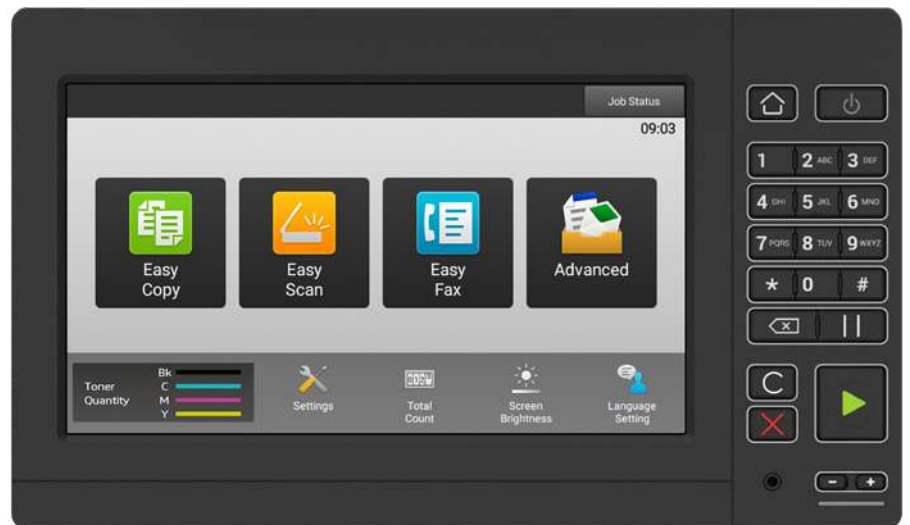 Job Status
09:03
Easy
Copy
Easy
Scan
Easy
Fax
Advanced
Toner
Quantity
Bk
C
M
Y
Settings
Total
Count
Screen
Brightness
Language
Setting
1 2 ABC 3 DEF
4 GHI 5 JKL 6 MNO
7 PQRS 8 TUV 9 WXYZ
* 0 #
C
- +